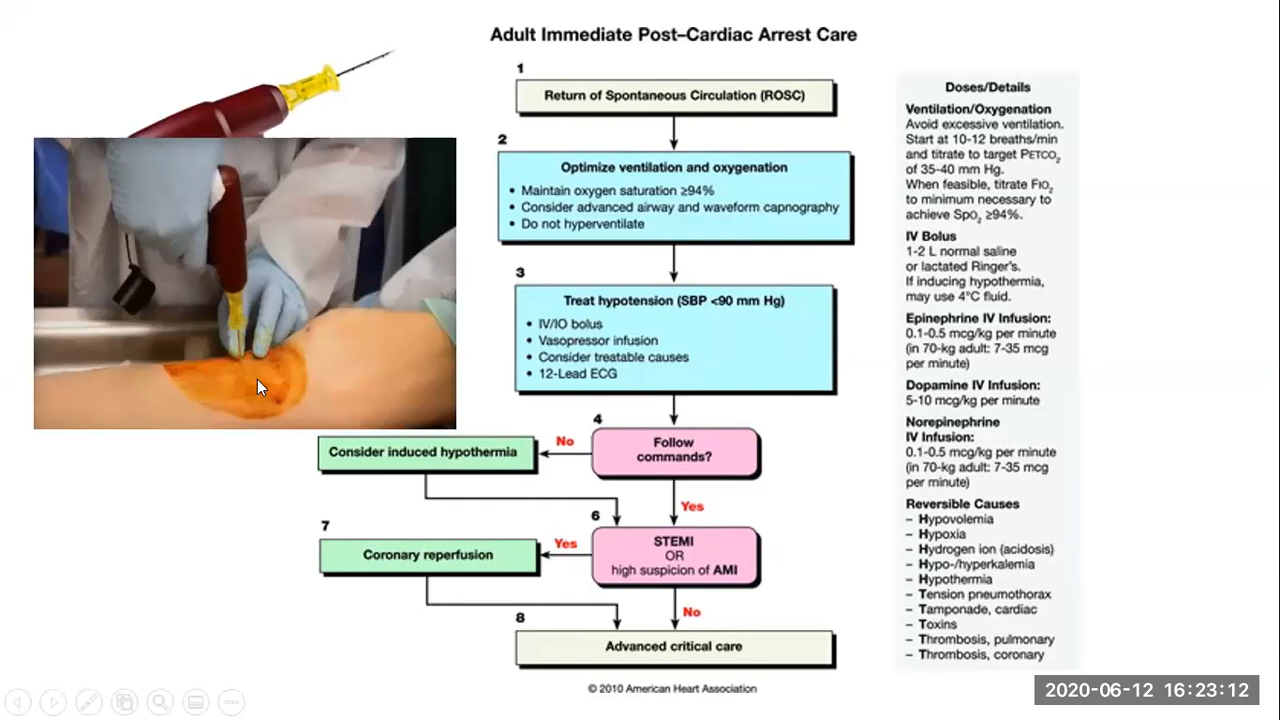 Adult Immediate Post–Cardiac Arrest Care
1
Return of Spontaneous Circulation (ROSC)
2
Optimize ventilation and oxygenation
• Maintain oxygen saturation ≥94%
• Consider advanced airway and waveform capnography
• Do not hyperventilate
3
Treat hypotension (SBP <90 mm Hg)
• IV/IO bolus
• Vasopressor infusion
• Consider treatable causes
• 12-Lead ECG
4
Follow
commands?
No
Consider induced hypothermia
Yes
6
STEMI
OR
high suspicion of AMI
Yes
7
Coronary reperfusion
No
8
Advanced critical care
© 2010 American Heart Association
Doses/Details
Ventilation/Oxygenation
Avoid excessive ventilation.
Start at 10-12 breaths/min
and titrate to target PETCO2
of 35-40 mm Hg.
When feasible, titrate FIO2
to minimum necessary to
achieve SpO2 ≥94%.
IV Bolus
1-2 L normal saline
or lactated Ringer's.
If inducing hypothermia,
may use 4°C fluid.
Epinephrine IV Infusion:
0.1-0.5 mcg/kg per minute
(in 70-kg adult: 7-35 mcg
per minute)
Dopamine IV Infusion:
5-10 mcg/kg per minute
Norepinephrine
IV Infusion:
0.1-0.5 mcg/kg per minute
(in 70-kg adult: 7-35 mcg
per minute)
Reversible Causes
– Hypovolemia
– Hypoxia
– Hydrogen ion (acidosis)
– Hypo-/hyperkalemia
– Hypothermia
– Tension pneumothorax
– Tamponade, cardiac
– Toxins
– Thrombosis, pulmonary
– Thrombosis, coronary
2020-06-12 16:23:12